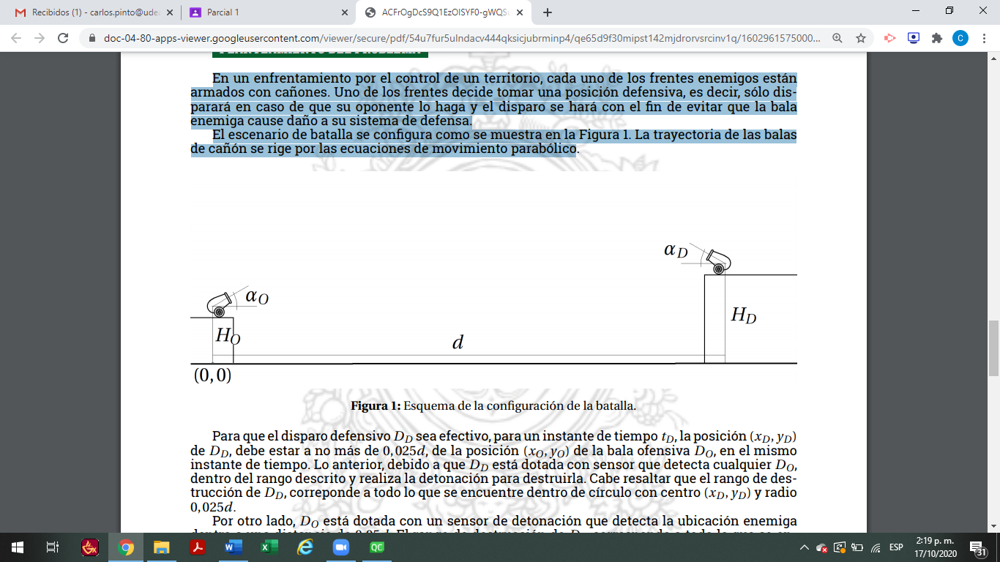 Recibidos (1) - carlos.pinto@ude
Parcial 1
ACFrOgDcS9Q1EzOISYF0-gWQS
doc-04-80-apps-viewer.googleusercontent.com/viewer/secure/pdf/54u7fur5ulndacv444qksicjubrminp4/qe65d9f30mipst142mjdrorvsrcinv1q/1602961575000...
C
En un enfrentamiento por el control de un territorio, cada uno de los frentes enemigos están
armados con cañones. Uno de los frentes decide tomar una posición defensiva, es decir, sólo dis-
parará en caso de que su oponente lo haga y el disparo se hará con el fin de evitar que la bala
enemiga cause daño a su sistema de defensa.
El escenario de batalla se configura como se muestra en la Figura 1. La trayectoria de las balas
de cañón se rige por las ecuaciones de movimiento parabólico.
α_D
α_O
H_D
H_O
d
(0,0)
Figura 1: Esquema de la configuración de la batalla.
Para que el disparo defensivo D_D sea efectivo, para un instante de tiempo t_D, la posición (x_D, y_D)
de D_D, debe estar a no más de 0,025d, de la posición (x_O, y_O) de la bala ofensiva D_O, en el mismo
instante de tiempo. Lo anterior, debido a que D_D está dotada con sensor que detecta cualquier D_O,
dentro del rango descrito y realiza la detonación para destruirla. Cabe resaltar que el rango de des-
trucción de D_D, correponde a todo lo que se encuentre dentro de círculo con centro (x_D, y_D) y radio
0,025d.
Por otro lado, D_O está dotada con un sensor de detonación que detecta la ubicación enemiga
ESP
2:19 p. m.
17/10/2020
31